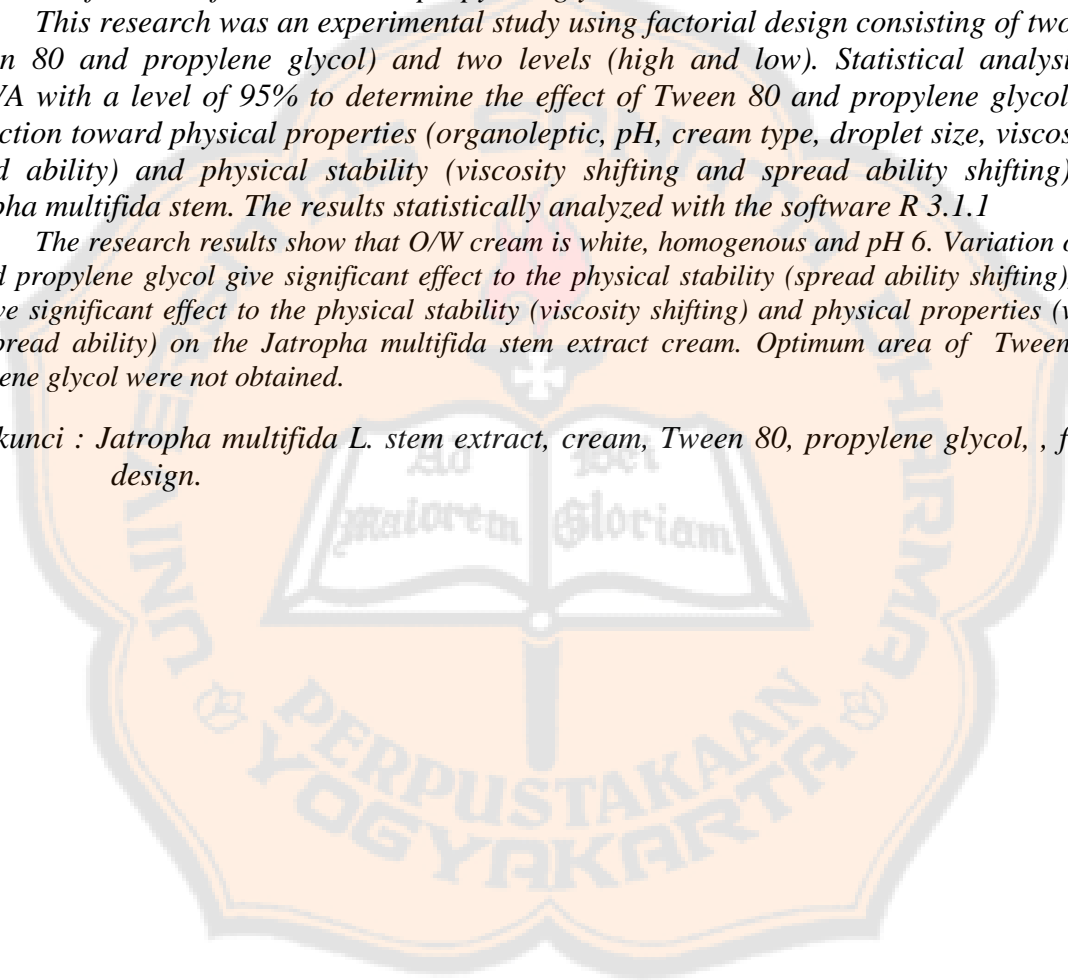 This research was an experimental study using factorial design consisting of two
n 80 and propylene glycol) and two levels (high and low). Statistical analysi
VA with a level of 95% to determine the effect of Tween 80 and propylene glycol
ction toward physical properties (organoleptic, pH, cream type, droplet size, viscos
d ability) and physical stability (viscosity shifting and spread ability shifting)
pha multifida stem. The results statistically analyzed with the software R 3.1.1
The research results show that O/W cream is white, homogenous and pH 6. Variation o
d propylene glycol give significant effect to the physical stability (spread ability shifting)
ve significant effect to the physical stability (viscosity shifting) and physical properties (v
pread ability) on the Jatropha multifida stem extract cream. Optimum area of Tween
ene glycol were not obtained.
kunci : Jatropha multifida L. stem extract, cream, Tween 80, propylene glycol, , f
design.
Ad Dei
Maiorem Gloriam
PERPUSTAKAAN
YOGYAKARTA